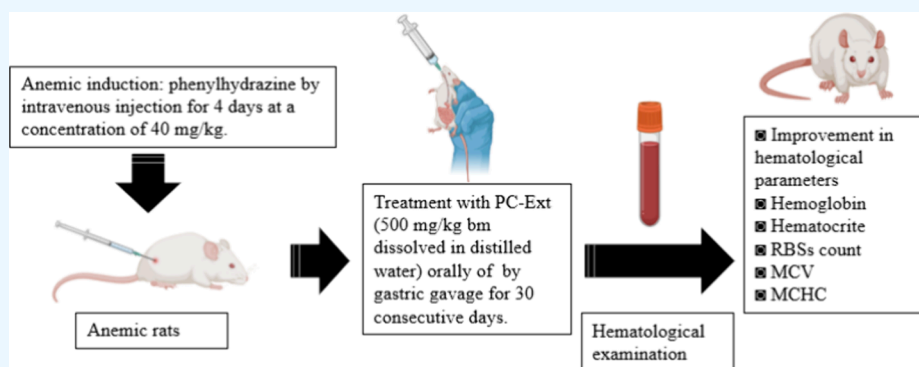 Anemic induction: phenylhydrazine by
intravenous injection for 4 days at a
concentration of 40 mg/kg.
Anemic rats
Treatment with PC-Ext
(500 mg/kg bm
dissolved in distilled
water) orally of by
gastric gavage for 30
consecutive days.
Hematological
examination
◙ Improvement in
hematological
parameters
◙ Hemoglobin
◙ Hematocrite
◙ RBSs count
◙ MCV
◙ MCHC